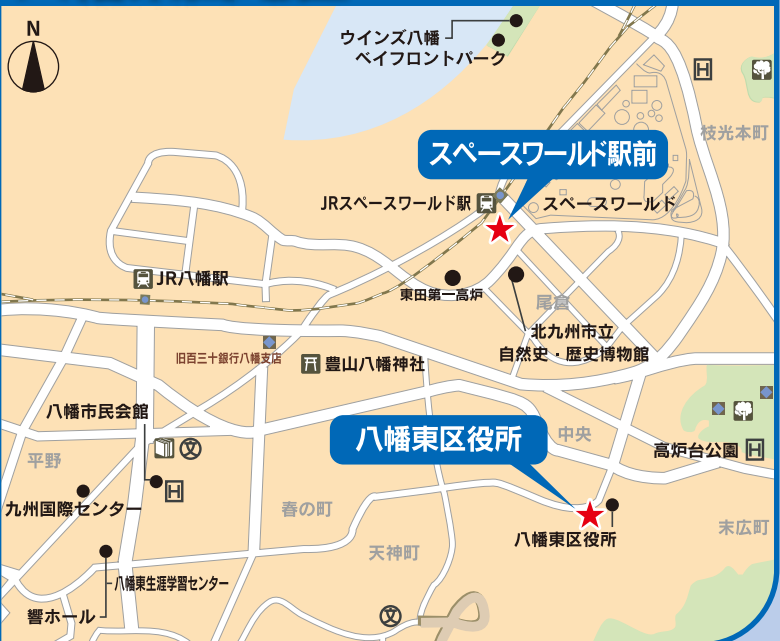 N
ウインズ八幡
ベイフロントパーク
H
枝光本町
スペースワールド駅前
JRスペースワールド駅
スペースワールド
JR八幡駅
東田第一高炉
尾倉
北九州市立
自然史・歴史博物館
旧百三十銀行八幡支店
豊山八幡神社
八幡市民会館
八幡東区役所
中央
高炉台公園
H
平野
文
H
九州国際センター
春の町
末広町
天神町
八幡東区役所
八幡東生涯学習センター
響ホール
文